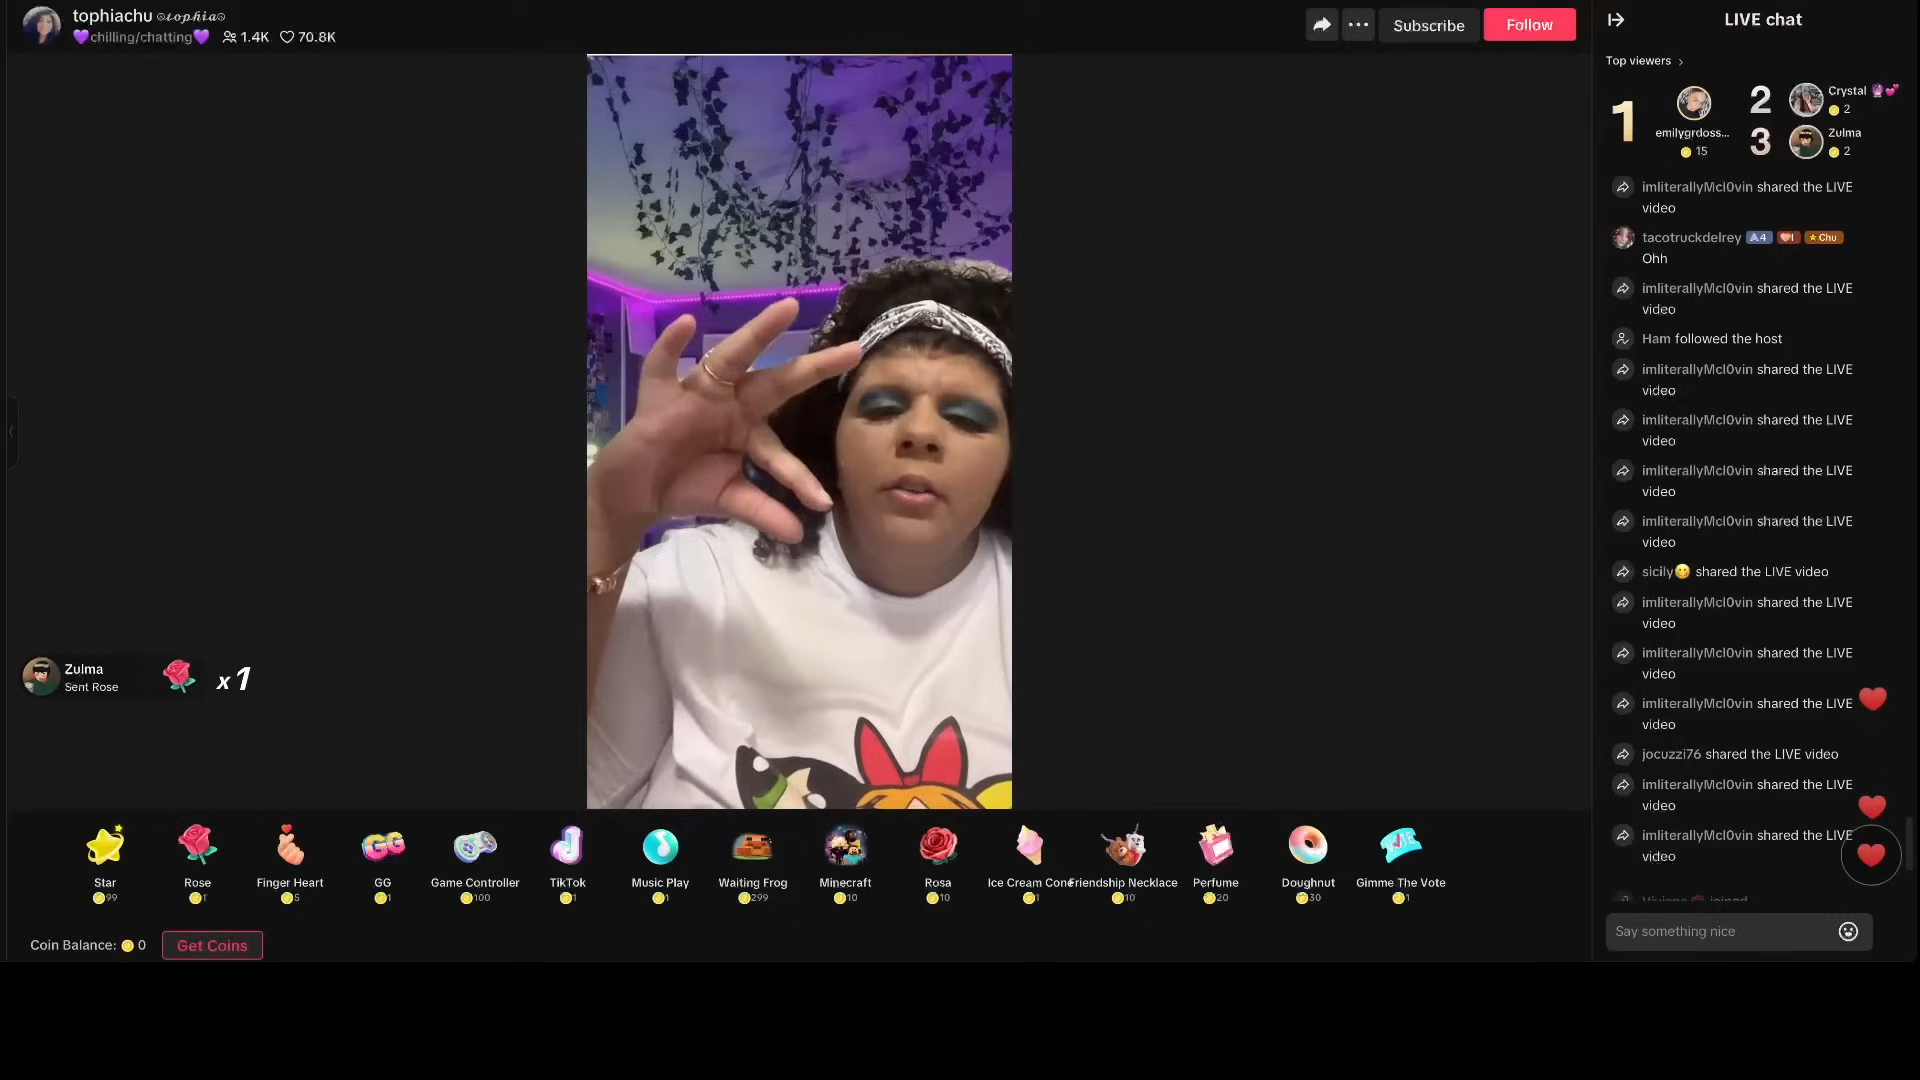 tophiachu ☺𝓽𝓸𝓹𝓱𝓲𝓪☺
💜chilling/chatting💜 1.4K 70.8K
Subscribe
Follow
Zulma
Sent Rose
x1
Star
99
Rose
1
Finger Heart
5
GG
GG
1
Game Controller
100
TikTok
1
Music Play
1
Waiting Frog
299
Minecraft
10
Rosa
10
Ice Cream Cone
1
Friendship Necklace
10
Perfume
20
Doughnut
30
Gimme The Vote
1
Coin Balance: 0
Get Coins
LIVE chat
Top viewers
1
emilygrdoss...
15
2
Crystal 🔮💕
2
3
Zulma
2
imliterallyMcl0vin shared the LIVE
video
tacotruckdelrey 4 I Chu
Ohh
imliterallyMcl0vin shared the LIVE
video
Ham followed the host
imliterallyMcl0vin shared the LIVE
video
imliterallyMcl0vin shared the LIVE
video
imliterallyMcl0vin shared the LIVE
video
imliterallyMcl0vin shared the LIVE
video
sicily😋 shared the LIVE video
imliterallyMcl0vin shared the LIVE
video
imliterallyMcl0vin shared the LIVE
video
imliterallyMcl0vin shared the LIVE
video
jocuzzi76 shared the LIVE video
imliterallyMcl0vin shared the LIVE
video
imliterallyMcl0vin shared the LIVE
video
joined
Say something nice